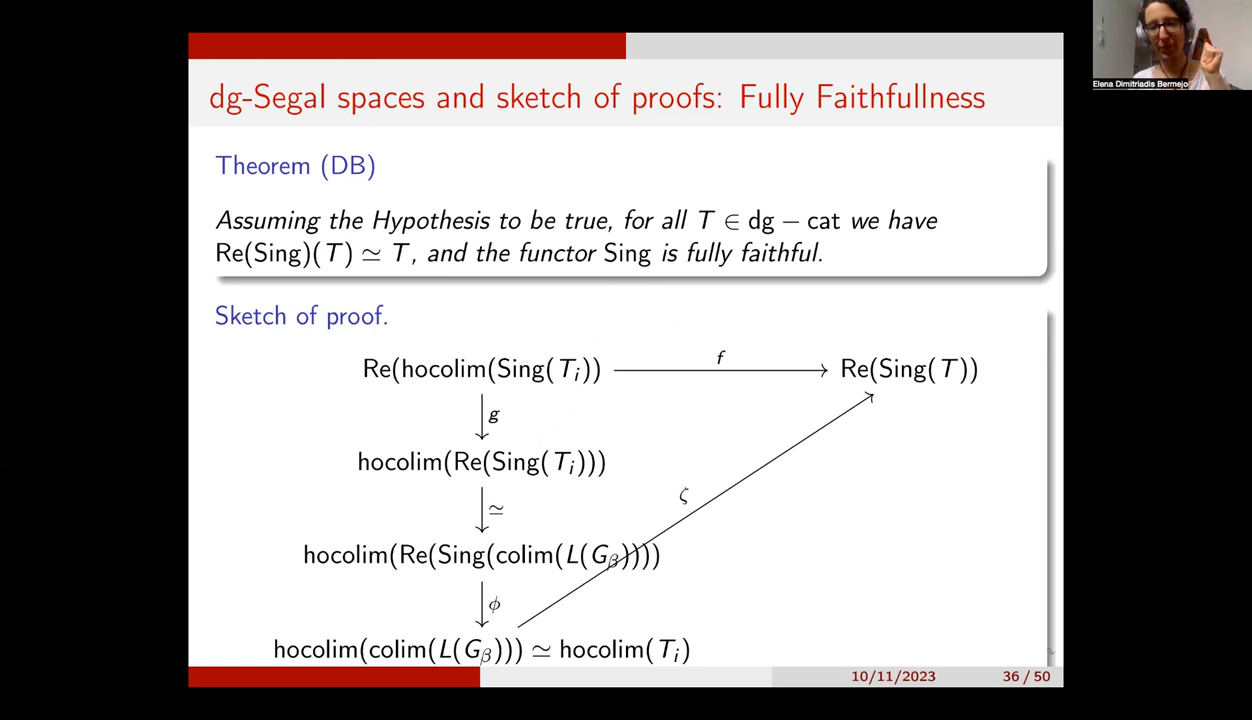 Elena Dimitriadis Bermejo
dg-Segal spaces and sketch of proofs: Fully Faithfullness
Theorem (DB)
Assuming the Hypothesis to be true, for all T ∈ dg − cat we have
Re(Sing)(T) ≃ T, and the functor Sing is fully faithful.
Sketch of proof.
Re(hocolim(Sing(T_i)) f Re(Sing(T))
g
hocolim(Re(Sing(T_i)))
≃ ζ
hocolim(Re(Sing(colim(L(G_β))))
ϕ
hocolim(colim(L(G_β))) ≃ hocolim(T_i)
10/11/2023 36 / 50